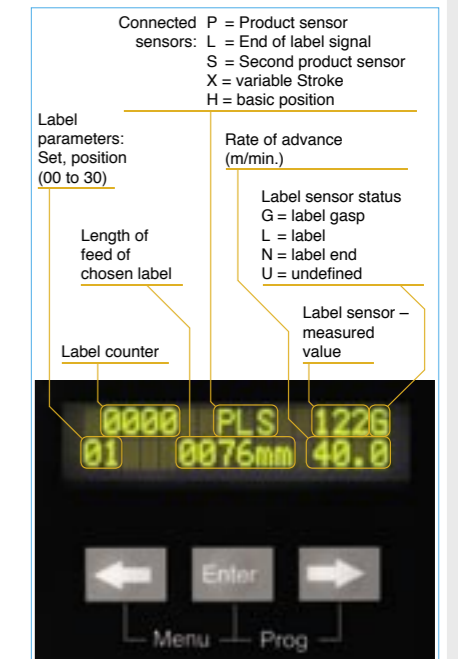 Connected sensors:
P = Product sensor
L = End of label signal
S = Second product sensor
X = variable Stroke
H = basic position
Label
parameters:
Set, position
(00 to 30)
Rate of advance
(m/min.)
Label sensor status
G = label gasp
L = label
N = label end
U = undefined
Length of
feed of
chosen label
Label sensor –
measured
value
Label counter
0000 PLS 122G
01 0076mm 40.0
Enter
Menu Prog